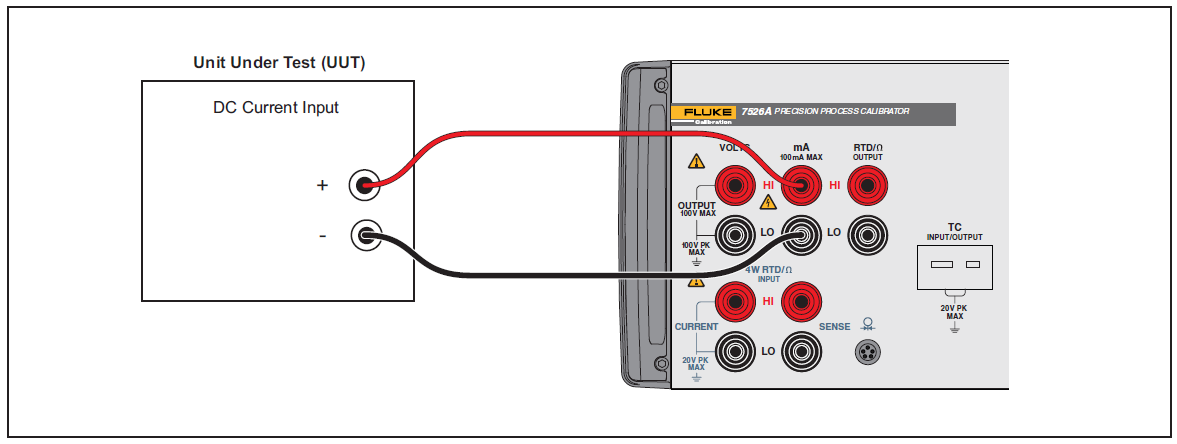 Unit Under Test (UUT)
DC Current Input
+
-
FLUKE
Calibration
7526A PRECISION PROCESS CALIBRATOR
VOLTS
mA
100mA MAX
RTD/Ω
OUTPUT
HI
HI
OUTPUT
100V MAX
LO
LO
100V PK
MAX
TC
INPUT/OUTPUT
20V PK
MAX
4W RTD/Ω
INPUT
HI
CURRENT
SENSE
LO
20V PK
MAX